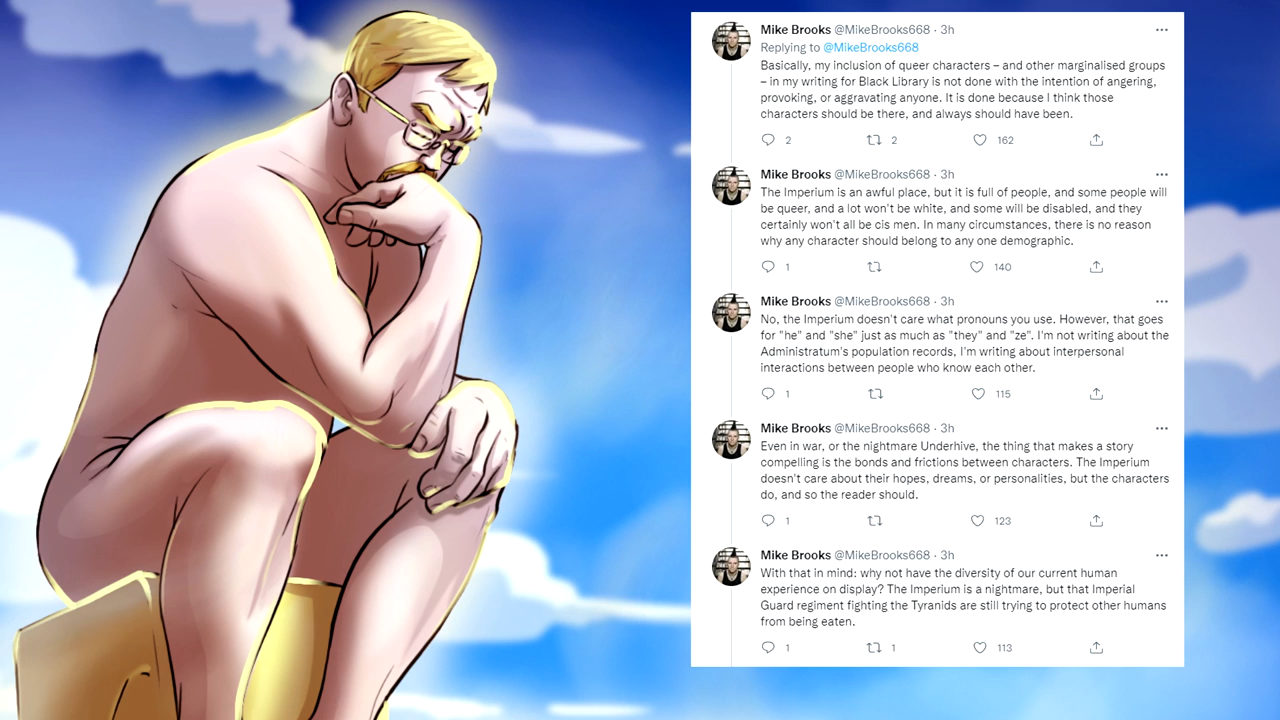 Mike Brooks @MikeBrooks668 · 3h
Replying to @MikeBrooks668
Basically, my inclusion of queer characters – and other marginalised groups
– in my writing for Black Library is not done with the intention of angering,
provoking, or aggravating anyone. It is done because I think those
characters should be there, and always should have been.
2 2 162
Mike Brooks @MikeBrooks668 · 3h
The Imperium is an awful place, but it is full of people, and some people will
be queer, and a lot won't be white, and some will be disabled, and they
certainly won't all be cis men. In many circumstances, there is no reason
why any character should belong to any one demographic.
1 140
Mike Brooks @MikeBrooks668 · 3h
No, the Imperium doesn't care what pronouns you use. However, that goes
for "he" and "she" just as much as "they" and "ze". I'm not writing about the
Administratum's population records, I'm writing about interpersonal
interactions between people who know each other.
1 115
Mike Brooks @MikeBrooks668 · 3h
Even in war, or the nightmare Underhive, the thing that makes a story
compelling is the bonds and frictions between characters. The Imperium
doesn't care about their hopes, dreams, or personalities, but the characters
do, and so the reader should.
1 123
Mike Brooks @MikeBrooks668 · 3h
With that in mind: why not have the diversity of our current human
experience on display? The Imperium is a nightmare, but that Imperial
Guard regiment fighting the Tyranids are still trying to protect other humans
from being eaten.
1 1 113